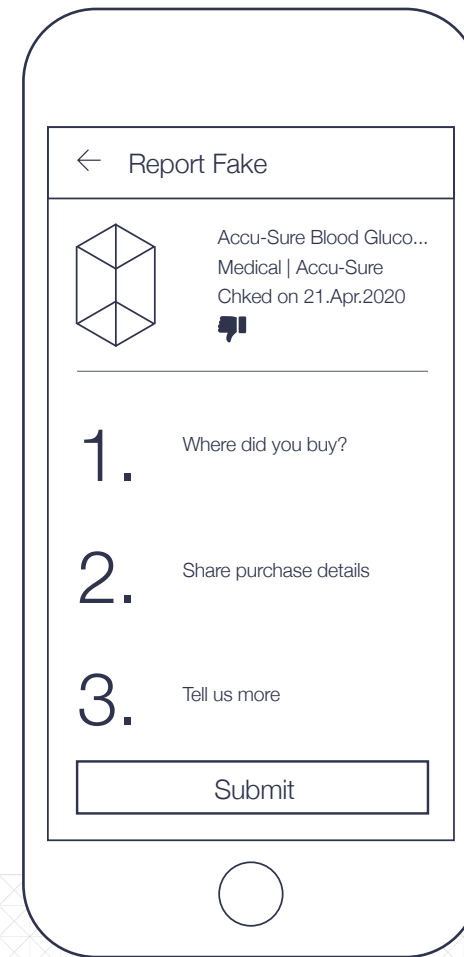 Report Fake
Accu-Sure Blood Gluco...
Medical | Accu-Sure
Chked on 21.Apr.2020
1. Where did you buy?
2. Share purchase details
3. Tell us more
Submit